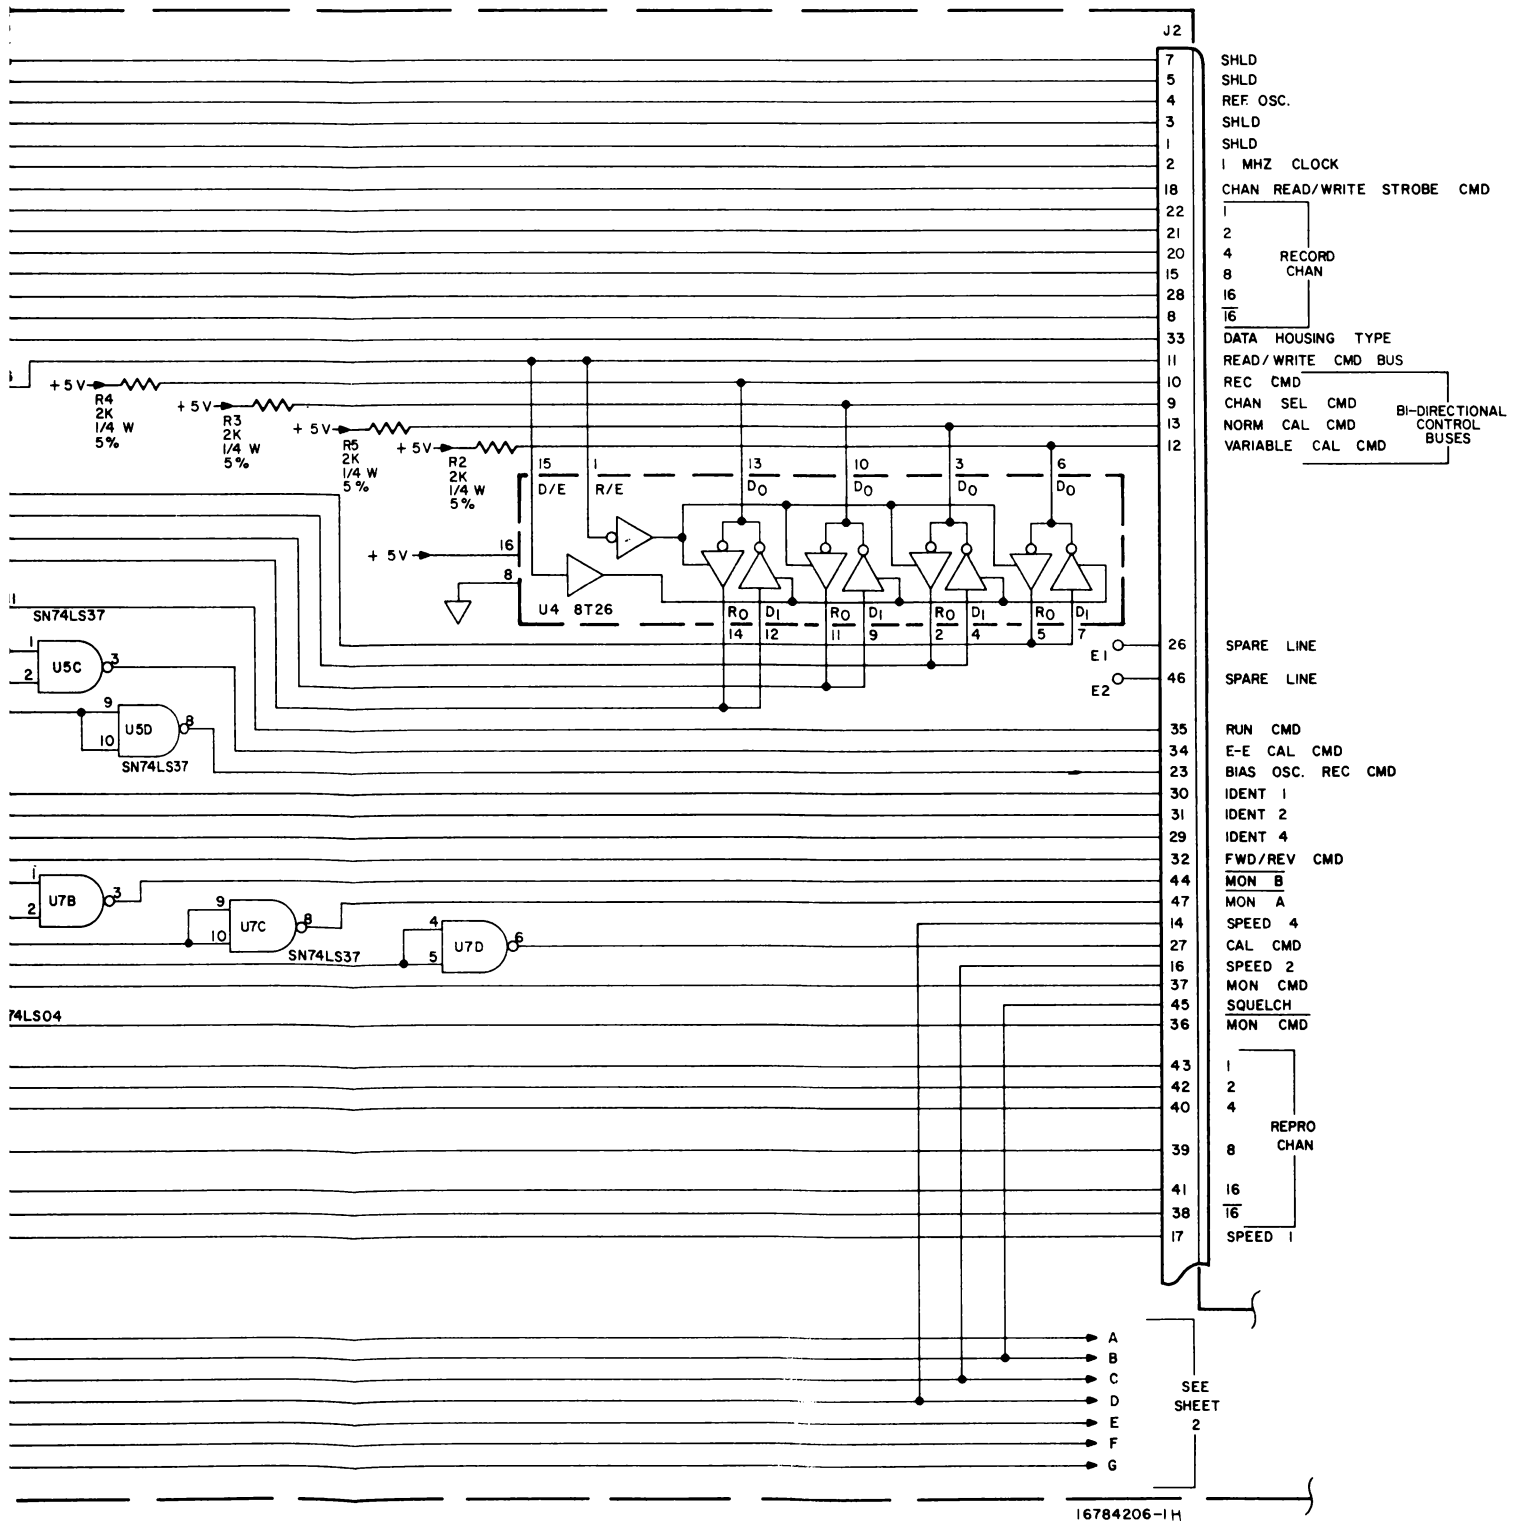 J2
7 SHLD
5 SHLD
4 REF. OSC.
3 SHLD
1 SHLD
2 1 MHZ CLOCK
18 CHAN READ/WRITE STROBE CMD
22 1
21 2
20 4
15 8
28 16
8 16
RECORD
CHAN
33 DATA HOUSING TYPE
11 READ/WRITE CMD BUS
10 REC CMD
9 CHAN SEL CMD
13 NORM CAL CMD
12 VARIABLE CAL CMD
BI-DIRECTIONAL
CONTROL
BUSES
+5V
R4
2K
1/4 W
5%
+5V
R3
2K
1/4 W
5%
+5V
R5
2K
1/4 W
5%
+5V
R2
2K
1/4 W
5%
15 1 13 10 3 6
D/E R/E DO DO DO DO
+5V 16
8
U4 8T26
RO DI RO DI RO DI RO DI
14 12 11 9 2 4 5 7
11
SN74LS37
1
2
U5C
3
9
10
U5D
8
SN74LS37
E1 26 SPARE LINE
E2 46 SPARE LINE
35 RUN CMD
34 E-E CAL CMD
23 BIAS OSC. REC CMD
30 IDENT 1
31 IDENT 2
29 IDENT 4
32 FWD/REV CMD
44 MON B
47 MON A
14 SPEED 4
27 CAL CMD
16 SPEED 2
37 MON CMD
45 SQUELCH
36 MON CMD
1
2
U7B
3
9
10
U7C
8
SN74LS37
4
5
U7D
6
74LS04
43 1
42 2
40 4
39 8
41 16
38 16
REPRO
CHAN
17 SPEED 1
A
B
C
D
E
F
G
SEE
SHEET
2
16784206-1H